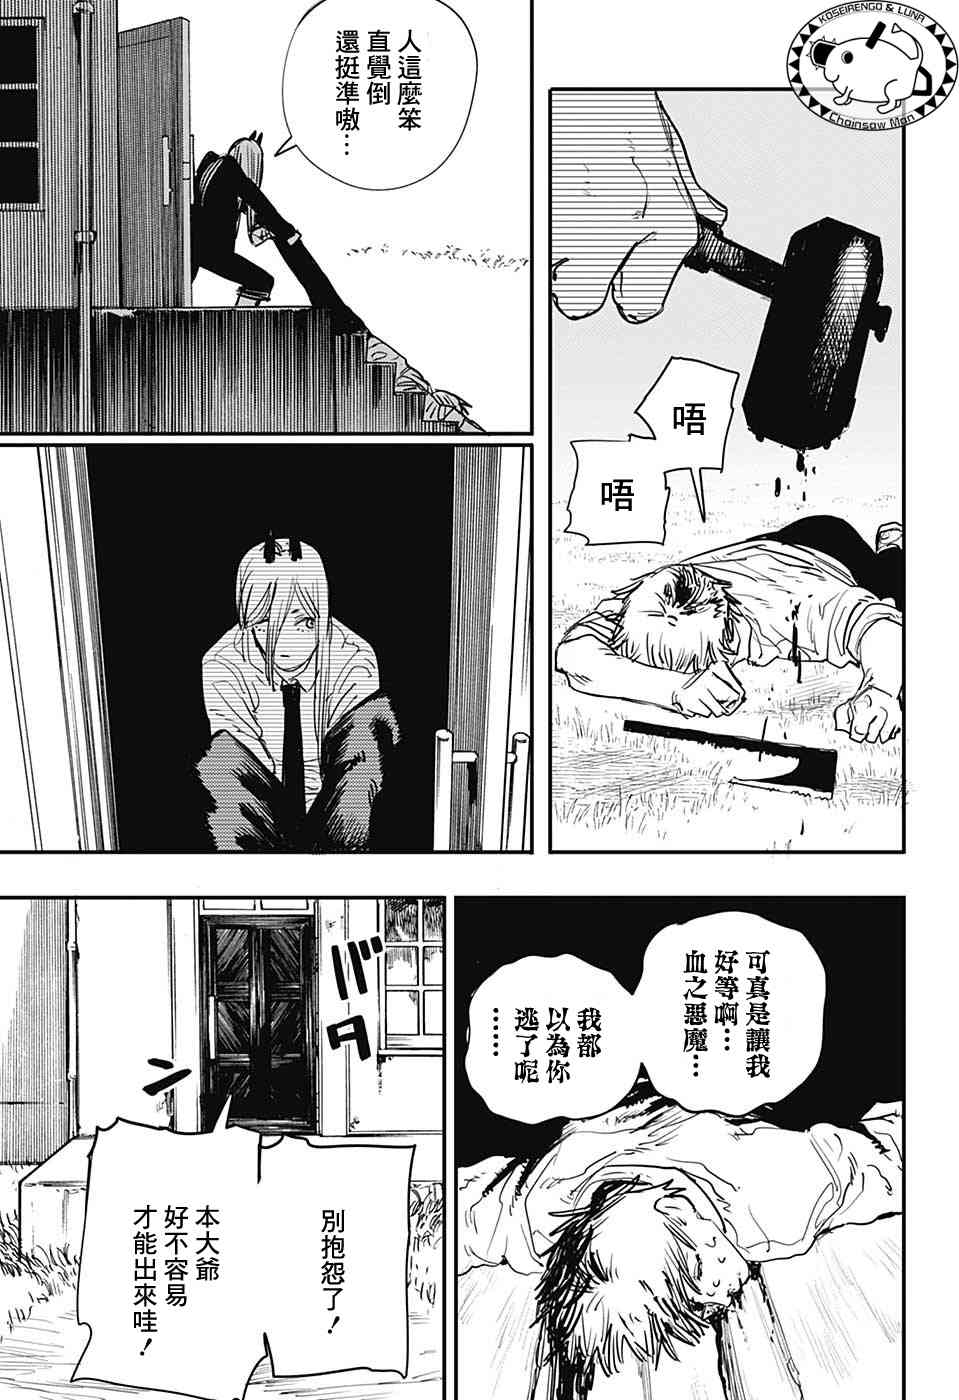 KOSEIRENGO & LUNA
Chainsaw Man
唔
唔
人這麼笨
直覺倒
還挺準嗷…
可真是讓我
好等啊…
血之惡魔…
我都
以為你
逃了呢
……
バタン
別抱怨了！
本大爺
好不容易
才能出來哇！